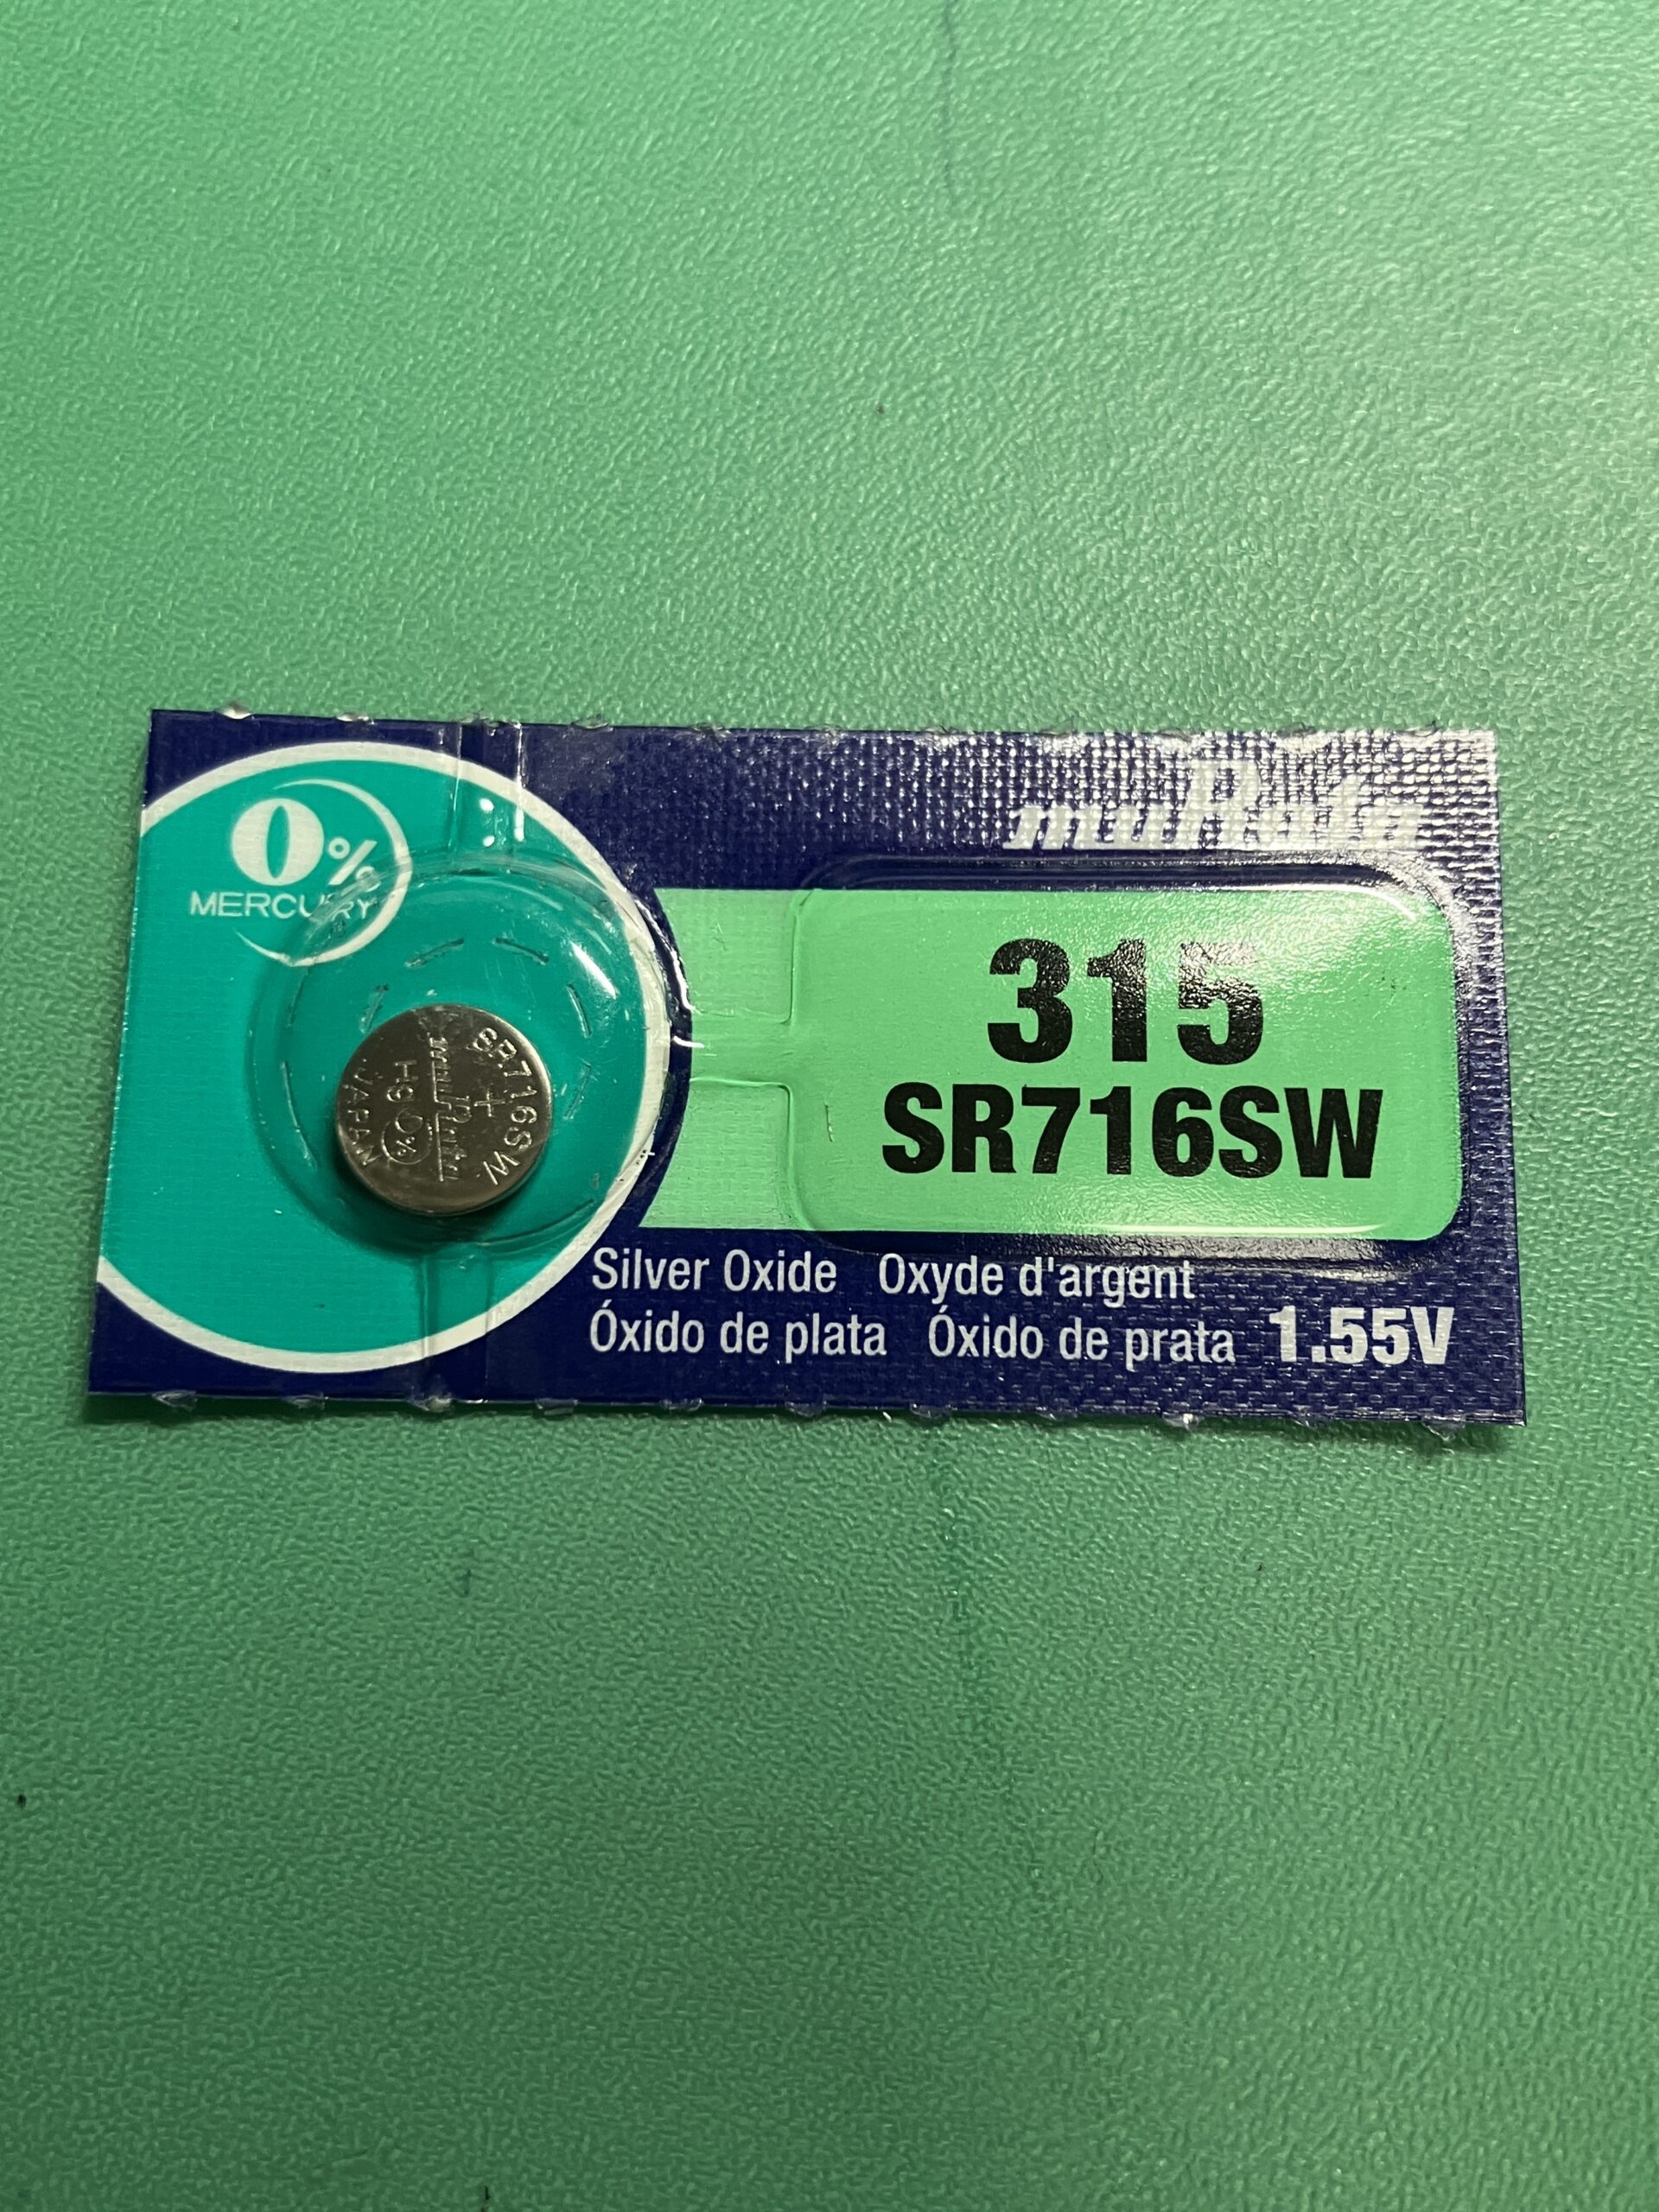 0%
MERCURY
muRata
315
SR716SW
Silver Oxide Oxyde d'argent
Óxido de plata Óxido de prata 1.55V
SR716SW
+
muRata
Hg 0%
JAPAN